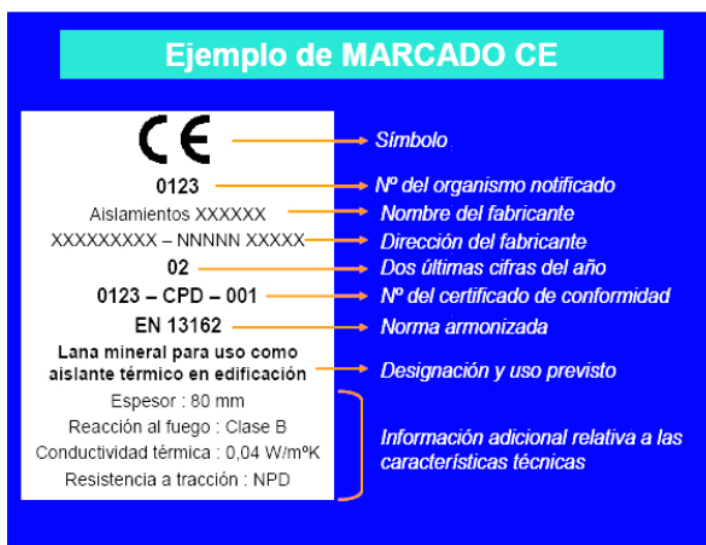 Ejemplo de MARCADO CE
CE
Símbolo
0123
Nº del organismo notificado
Aislamientos XXXXXX
Nombre del fabricante
XXXXXXXXX – NNNNN XXXXX
Dirección del fabricante
02
Dos últimas cifras del año
0123 – CPD – 001
Nº del certificado de conformidad
EN 13162
Norma armonizada
Lana mineral para uso como
aislante térmico en edificación
Designación y uso previsto
Espesor : 80 mm
Reacción al fuego : Clase B
Conductividad térmica : 0,04 W/mºK
Resistencia a tracción : NPD
Información adicional relativa a las
características técnicas